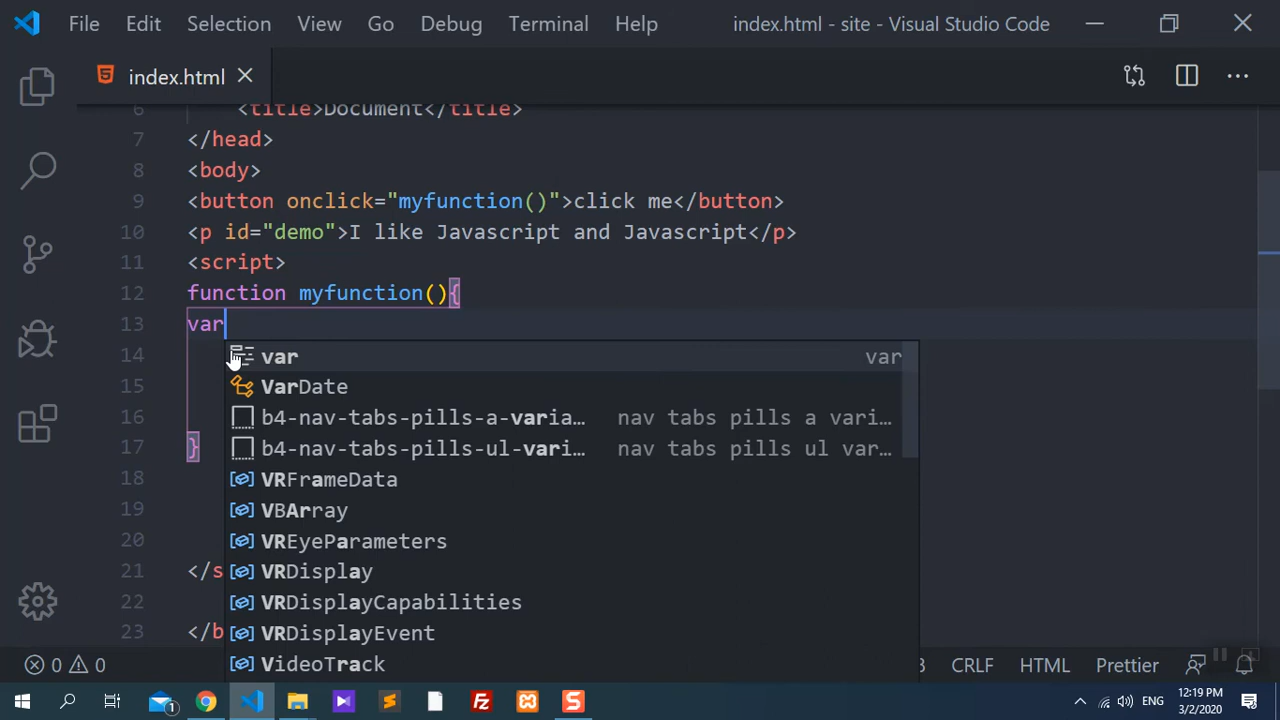 File Edit Selection View Go Debug Terminal Help index.html - site - Visual Studio Code
index.html
6 <title>Document</title>
7 </head>
8 <body>
9 <button onclick="myfunction()">click me</button>
10 <p id="demo">I like Javascript and Javascript</p>
11 <script>
12 function myfunction(){
13 var
14 var var
15 VarDate
16 b4-nav-tabs-pills-a-varia… nav tabs pills a vari…
17 } b4-nav-tabs-pills-ul-vari… nav tabs pills ul var…
18 VRFrameData
19 VBArray
20 VREyeParameters
21 </s VRDisplay
22 VRDisplayCapabilities
23 </b VRDisplayEvent
VideoTrack
0 0 3 CRLF HTML Prettier
12:19 PM
1 ENG
3/2/2020